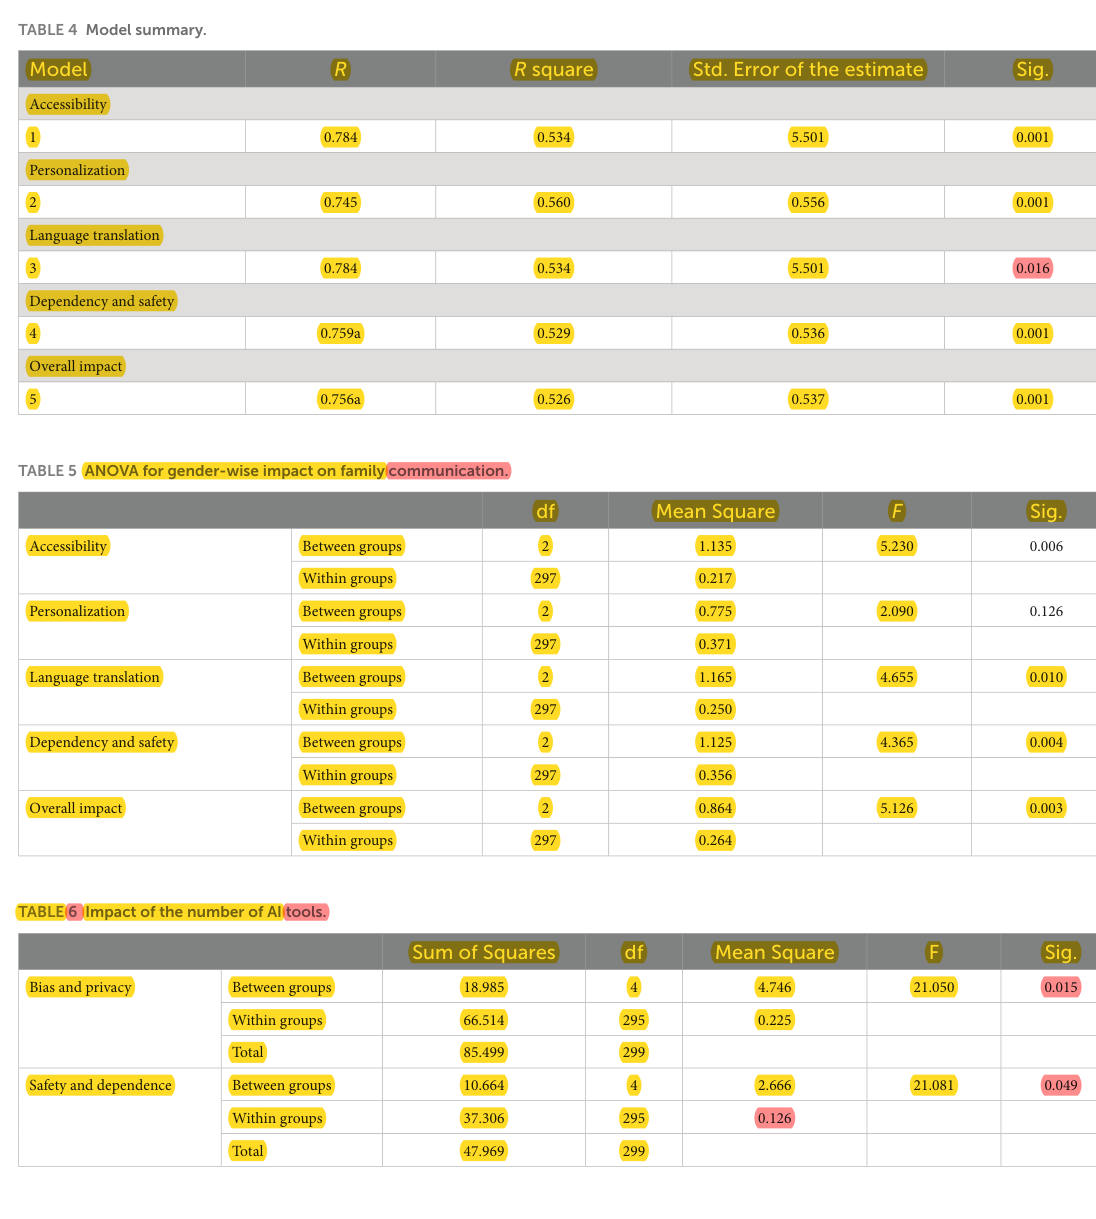 TABLE 4 Model summary.
Model R R square Std. Error of the estimate Sig.
Accessibility
1 0.784 0.534 5.501 0.001
Personalization
2 0.745 0.560 0.556 0.001
Language translation
3 0.784 0.534 5.501 0.016
Dependency and safety
4 0.759a 0.529 0.536 0.001
Overall impact
5 0.756a 0.526 0.537 0.001
TABLE 5 ANOVA for gender-wise impact on family communication.
df Mean Square F Sig.
Accessibility Between groups 2 1.135 5.230 0.006
Within groups 297 0.217
Personalization Between groups 2 0.775 2.090 0.126
Within groups 297 0.371
Language translation Between groups 2 1.165 4.655 0.010
Within groups 297 0.250
Dependency and safety Between groups 2 1.125 4.365 0.004
Within groups 297 0.356
Overall impact Between groups 2 0.864 5.126 0.003
Within groups 297 0.264
TABLE 6 Impact of the number of AI tools.
Sum of Squares df Mean Square F Sig.
Bias and privacy Between groups 18.985 4 4.746 21.050 0.015
Within groups 66.514 295 0.225
Total 85.499 299
Safety and dependence Between groups 10.664 4 2.666 21.081 0.049
Within groups 37.306 295 0.126
Total 47.969 299